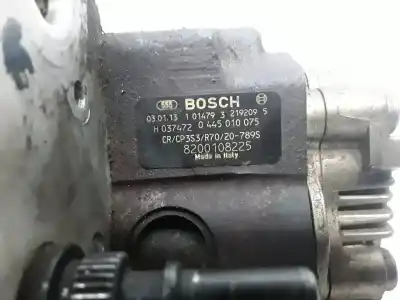 BOSCH
03.01.13 1 01479 3 219209 5
H 037472 0 445 010 075
CR/CP3S3/R70/20-789S
8200108225
Made in Italy